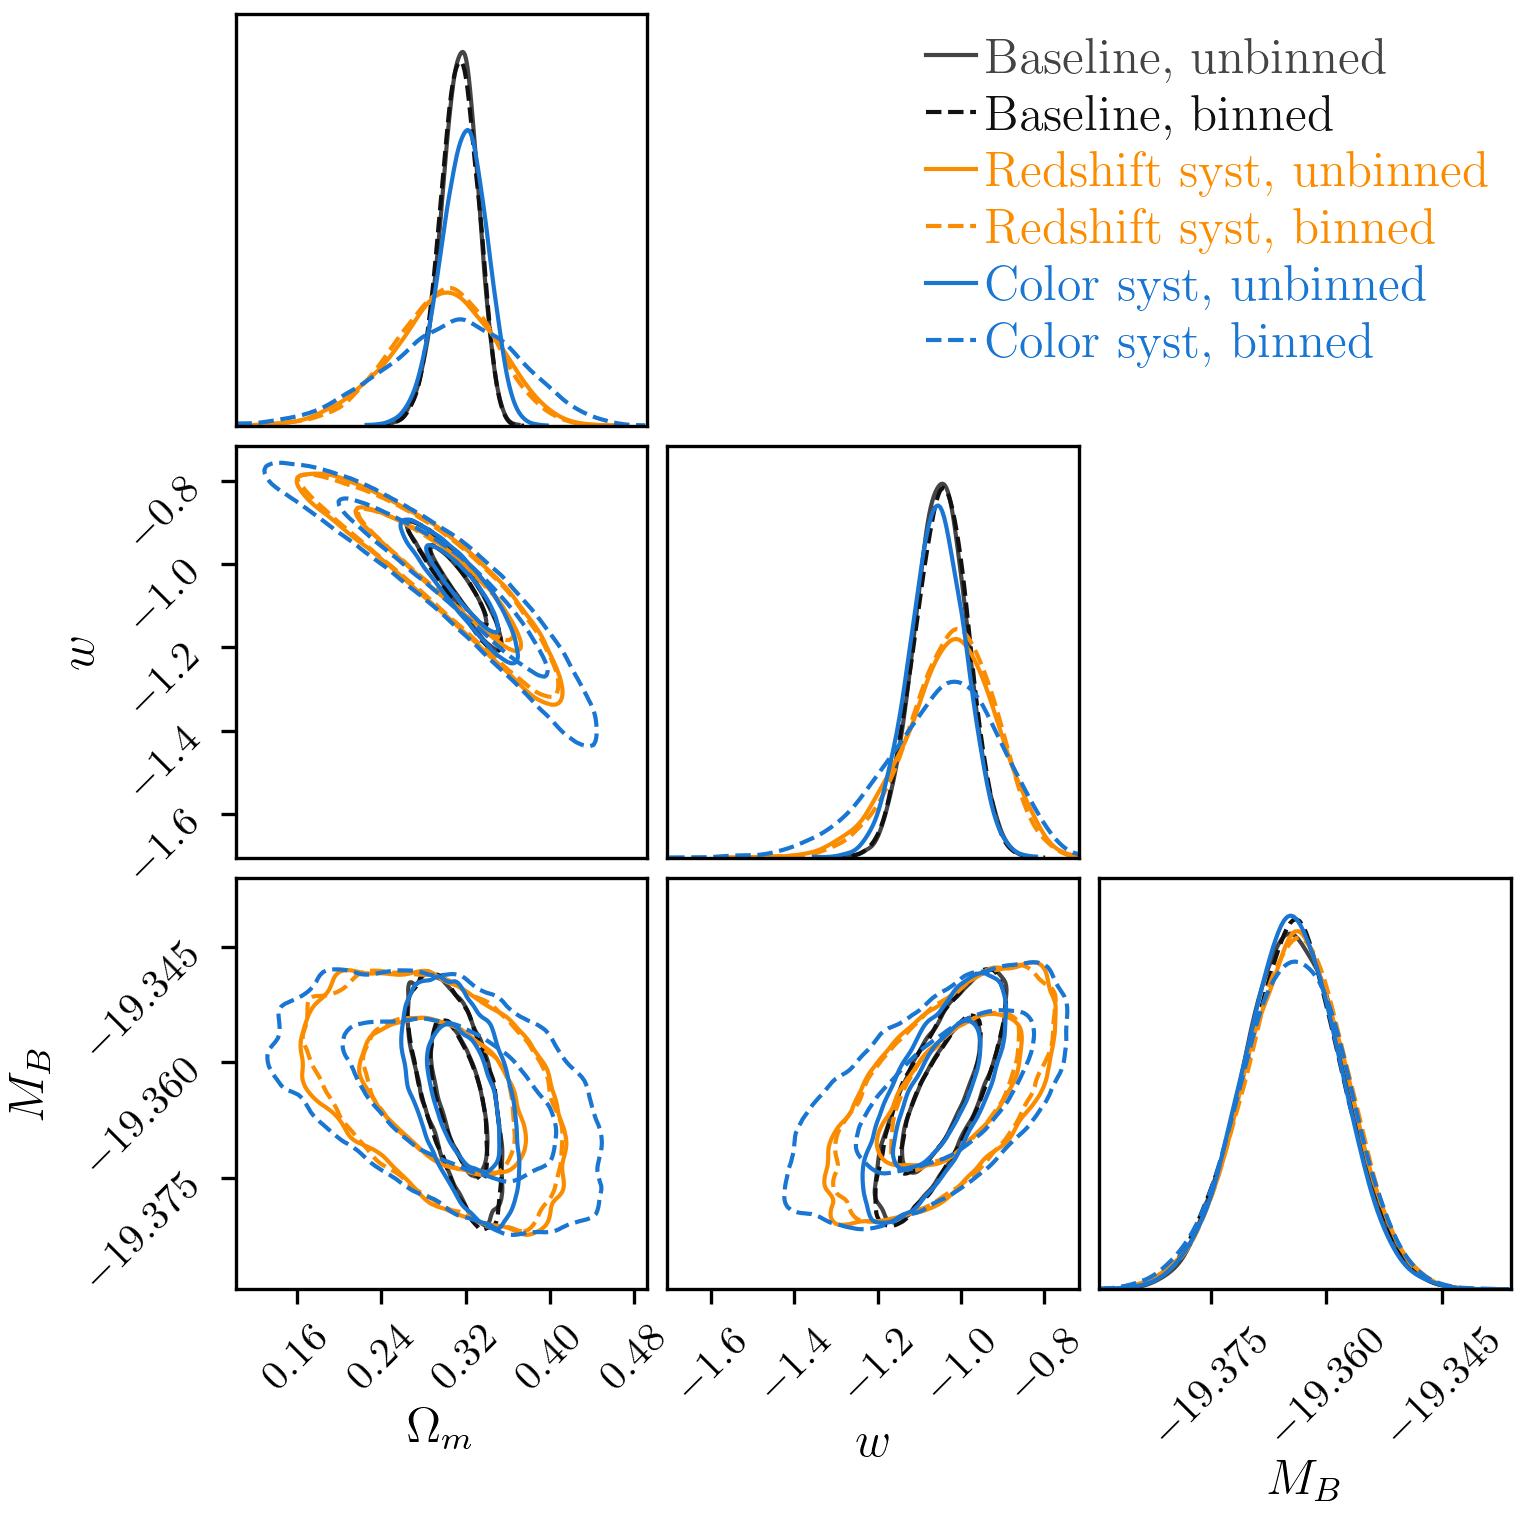 Baseline, unbinned
Baseline, binned
Redshift syst, unbinned
Redshift syst, binned
Color syst, unbinned
Color syst, binned
−0.8
−1.0
−1.2
−1.4
−1.6
w
−19.345
−19.360
−19.375
M_B
0.16 0.24 0.32 0.40 0.48
Ω_m
−1.6 −1.4 −1.2 −1.0 −0.8
w
−19.375 −19.360 −19.345
M_B